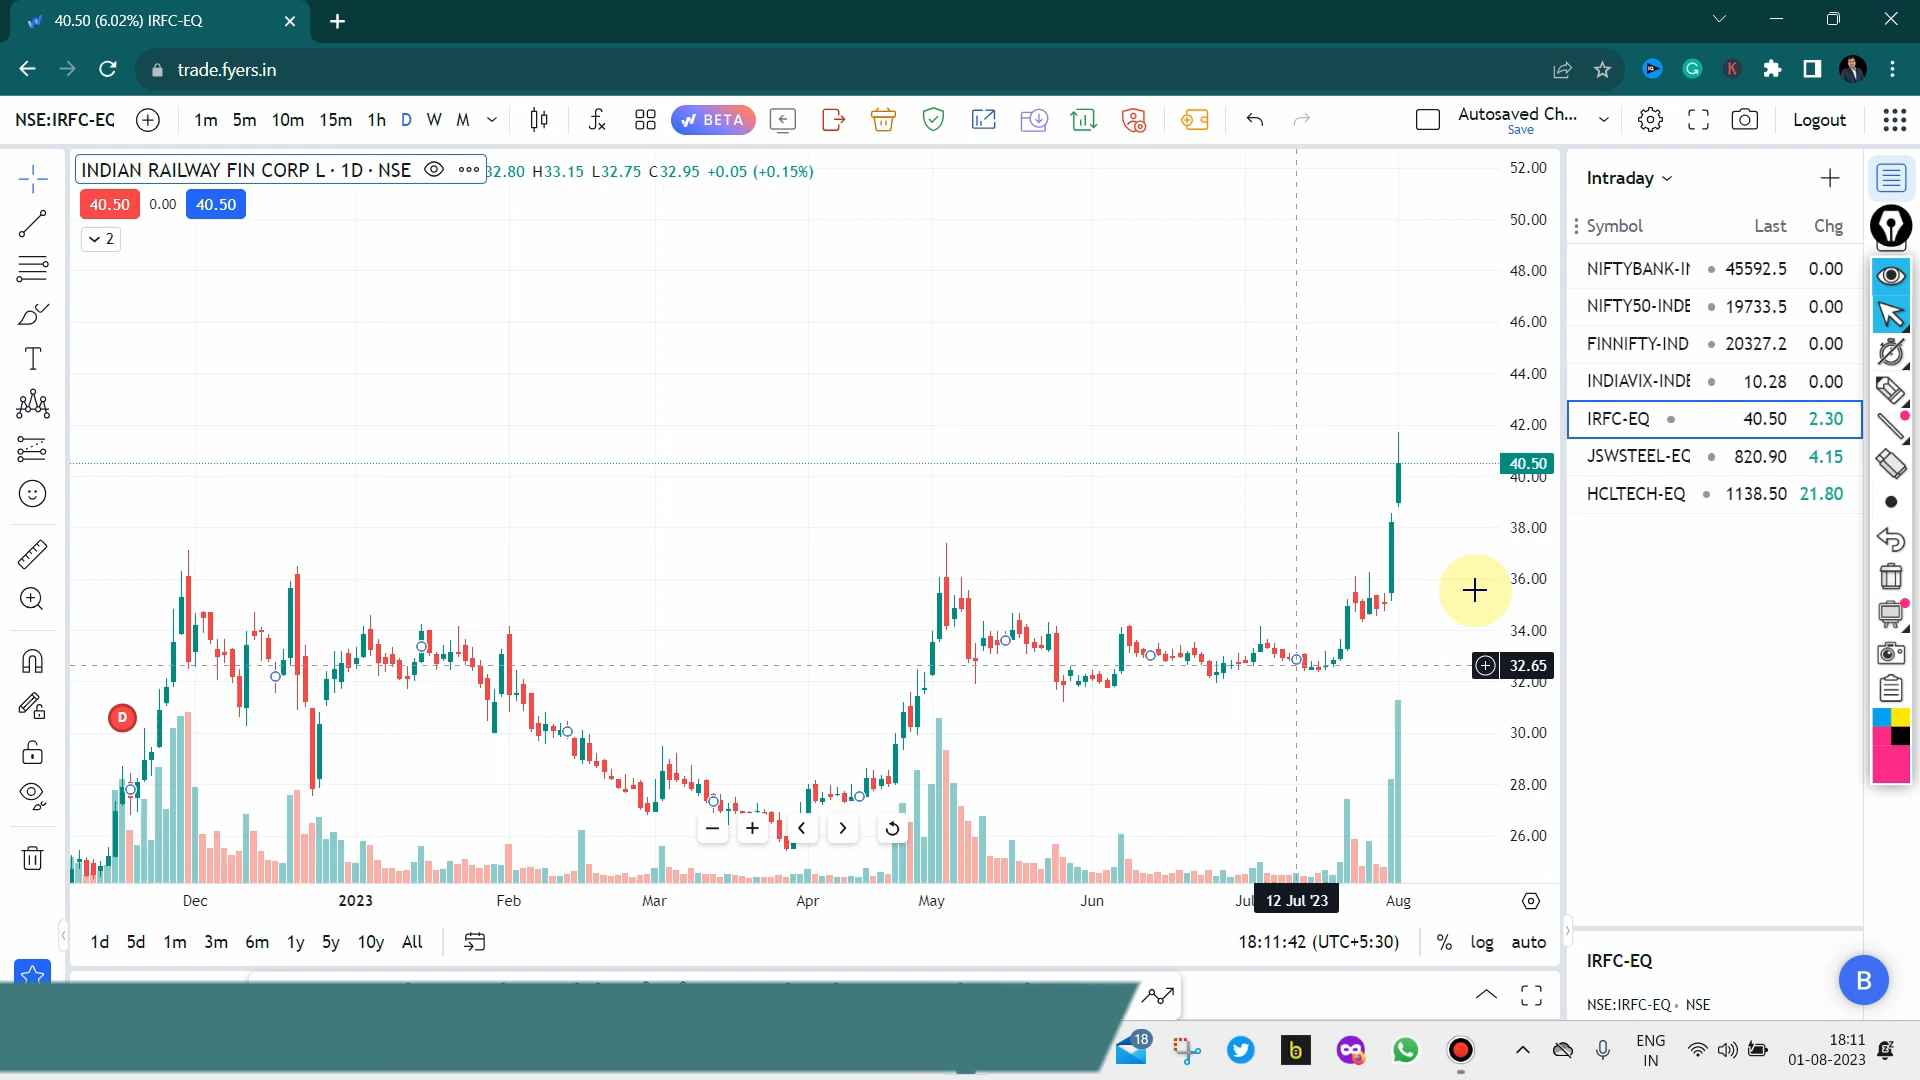 40.50 (6.02%) IRFC-EQ
trade.fyers.in
NSE:IRFC-EQ 1m 5m 10m 15m 1h D W M BETA Autosaved Ch... Save Logout
INDIAN RAILWAY FIN CORP L · 1D · NSE 32.80 H33.15 L32.75 C32.95 +0.05 (+0.15%)
40.50 0.00 40.50
2
52.00
50.00
48.00
46.00
44.00
42.00
40.50
40.00
38.00
36.00
34.00
32.65
32.00
30.00
28.00
26.00
D
Dec 2023 Feb Mar Apr May Jun Jul 12 Jul '23 Aug
1d 5d 1m 3m 6m 1y 5y 10y All 18:11:42 (UTC+5:30) % log auto
Intraday
Symbol Last Chg
NIFTYBANK-IN 45592.5 0.00
NIFTY50-INDE 19733.5 0.00
FINNIFTY-IND 20327.2 0.00
INDIAVIX-INDE 10.28 0.00
IRFC-EQ 40.50 2.30
JSWSTEEL-EQ 820.90 4.15
HCLTECH-EQ 1138.50 21.80
IRFC-EQ
NSE:IRFC-EQ · NSE
B
18
b
ENG
IN
18:11
01-08-2023